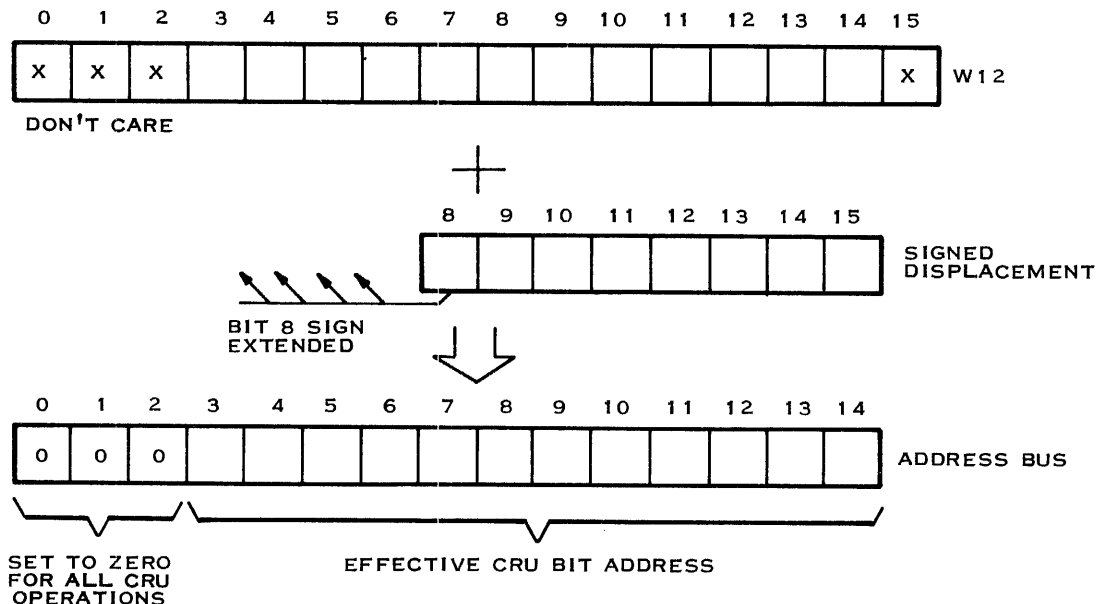 0 1 2 3 4 5 6 7 8 9 10 11 12 13 14 15
X X X X W12
DON'T CARE
+
8 9 10 11 12 13 14 15
SIGNED
DISPLACEMENT
BIT 8 SIGN
EXTENDED
0 1 2 3 4 5 6 7 8 9 10 11 12 13 14
0 0 0 ADDRESS BUS
SET TO ZERO
FOR ALL CRU
OPERATIONS
EFFECTIVE CRU BIT ADDRESS